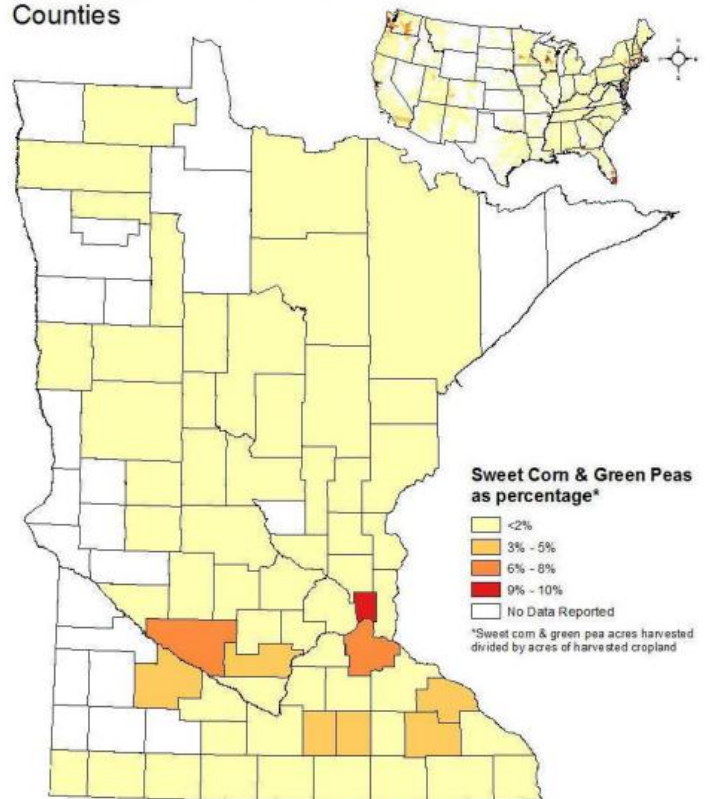 Counties
Sweet Corn & Green Peas
as percentage*
<2%
3% - 5%
6% - 8%
9% - 10%
No Data Reported
*Sweet corn & green pea acres harvested
divided by acres of harvested cropland